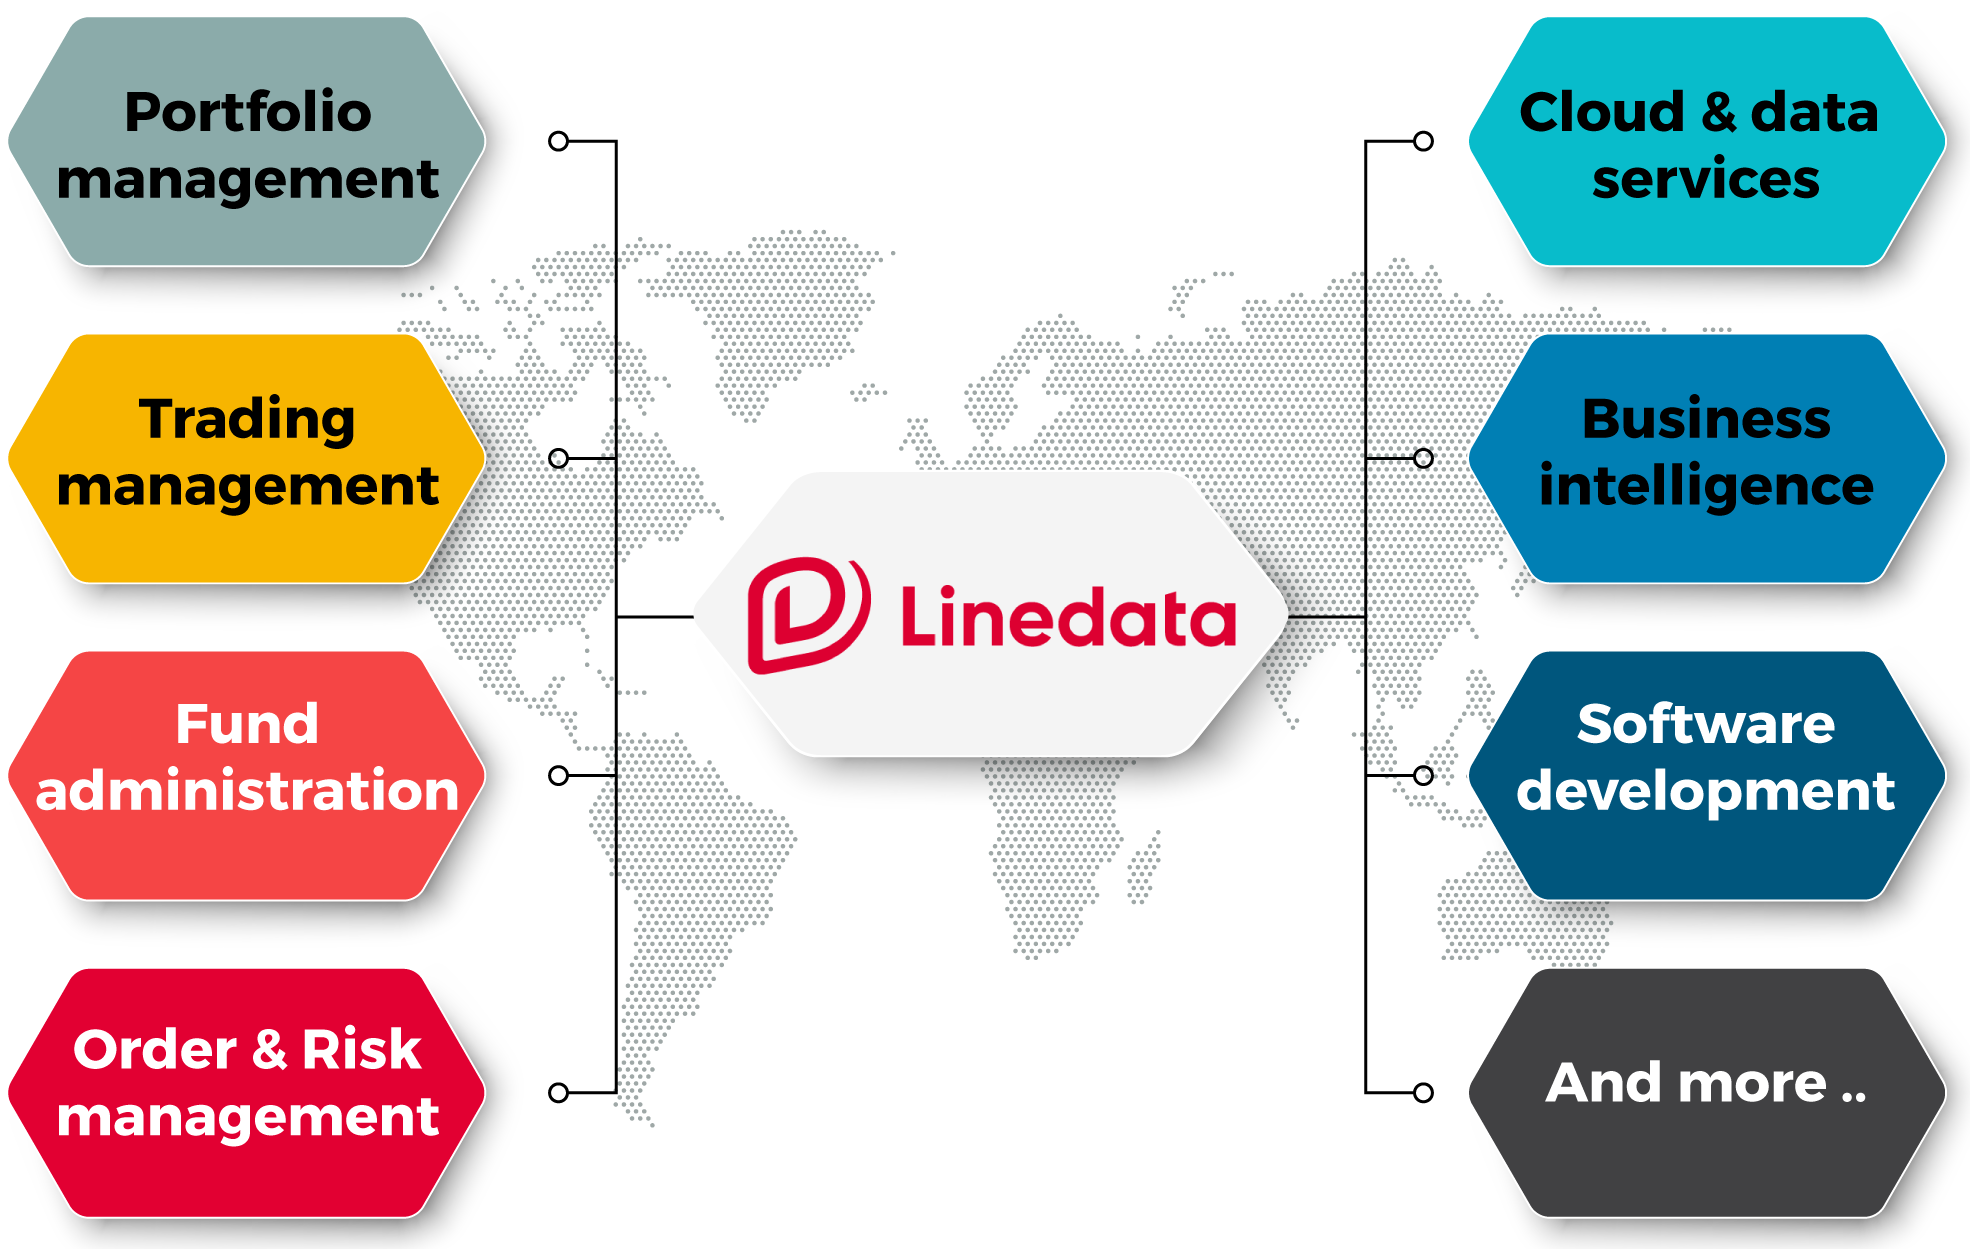 Portfolio
management
Trading
management
Fund
administration
Order & Risk
management
Linedata
Cloud & data
services
Business
intelligence
Software
development
And more ..